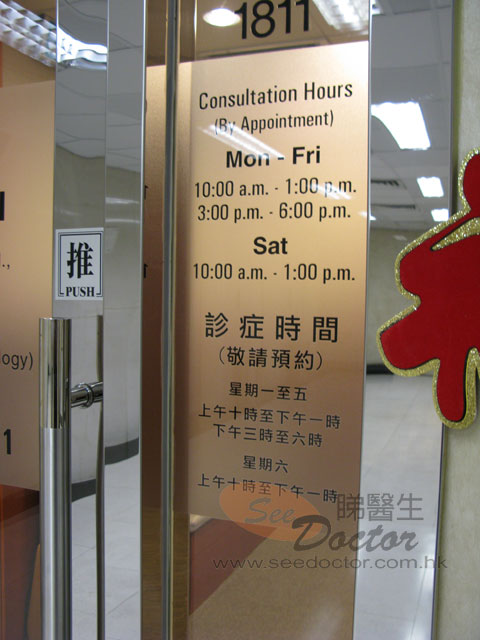 1811
Consultation Hours
(By Appointment)
Mon - Fri
10:00 a.m. - 1:00 p.m.
3:00 p.m. - 6:00 p.m.
Sat
10:00 a.m. - 1:00 p.m.
診症時間
(敬請預約)
星期一至五
上午十時至下午一時
下午三時至六時
星期六
上午十時至下午一時
推
PUSH
ology)
1
See Doctor 睇醫生
www.seedoctor.com.hk